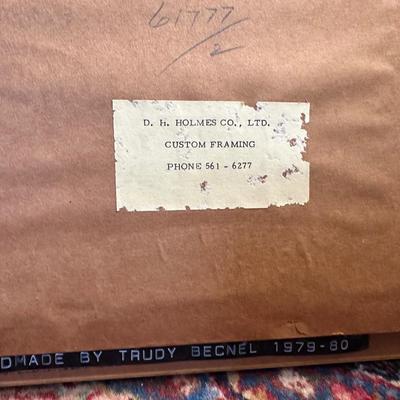 61777
/2
D. H. HOLMES CO., LTD.
CUSTOM FRAMING
PHONE 561 - 6277
DMADE BY TRUDY BECNEL 1979-80